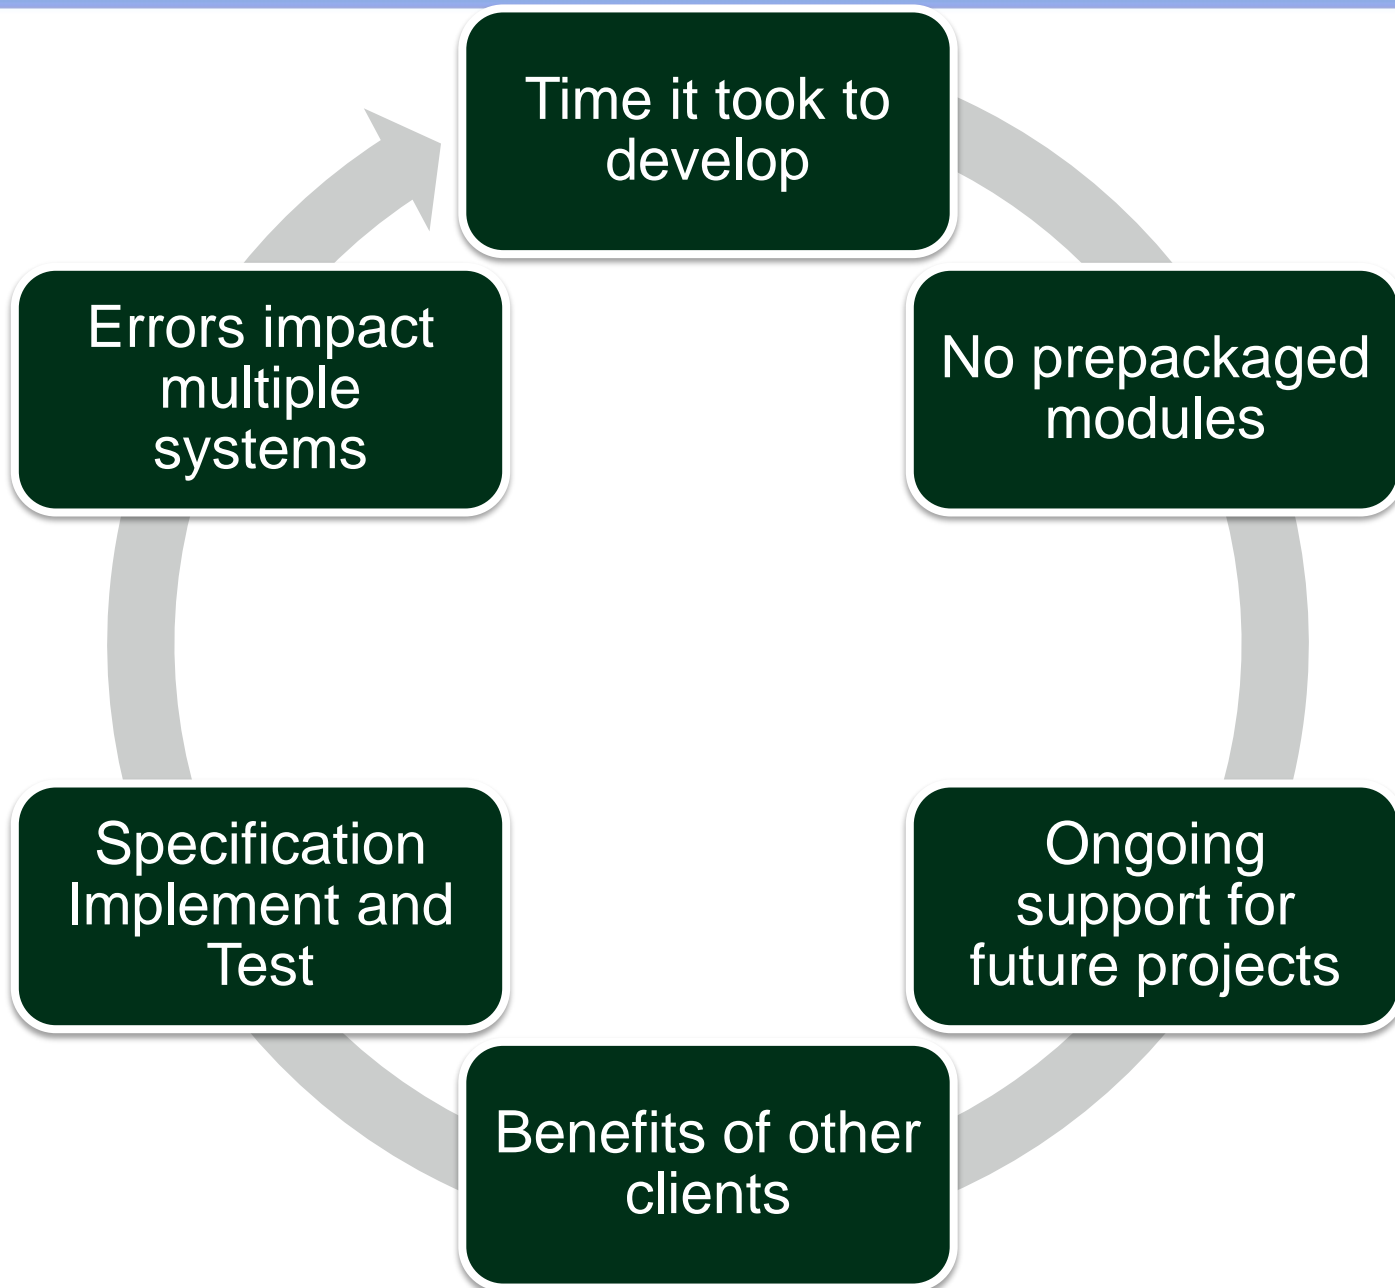 Time it took to
develop
No prepackaged
modules
Ongoing
support for
future projects
Benefits of other
clients
Specification
Implement and
Test
Errors impact
multiple
systems